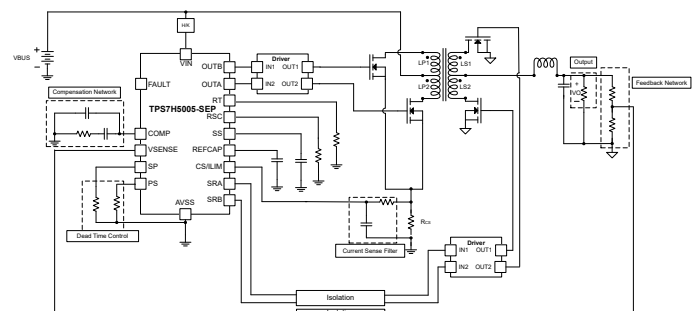 H/K
VBUS
+
−
VIN
Driver
OUTB
IN1 OUT1
OUTA
IN2 OUT2
FAULT
TPS7H5005-SEP
RT
RSC
SS
REFCAP
CS/ILIM
SRA
SRB
COMP
VSENSE
SP
PS
AVSS
Compensation Network
Dead Time Control
LP1
LS1
LP2
LS2
Output
+
Feedback Network
RCS
Current Sense Filter
Driver
IN1 OUT1
IN2 OUT2
Isolation